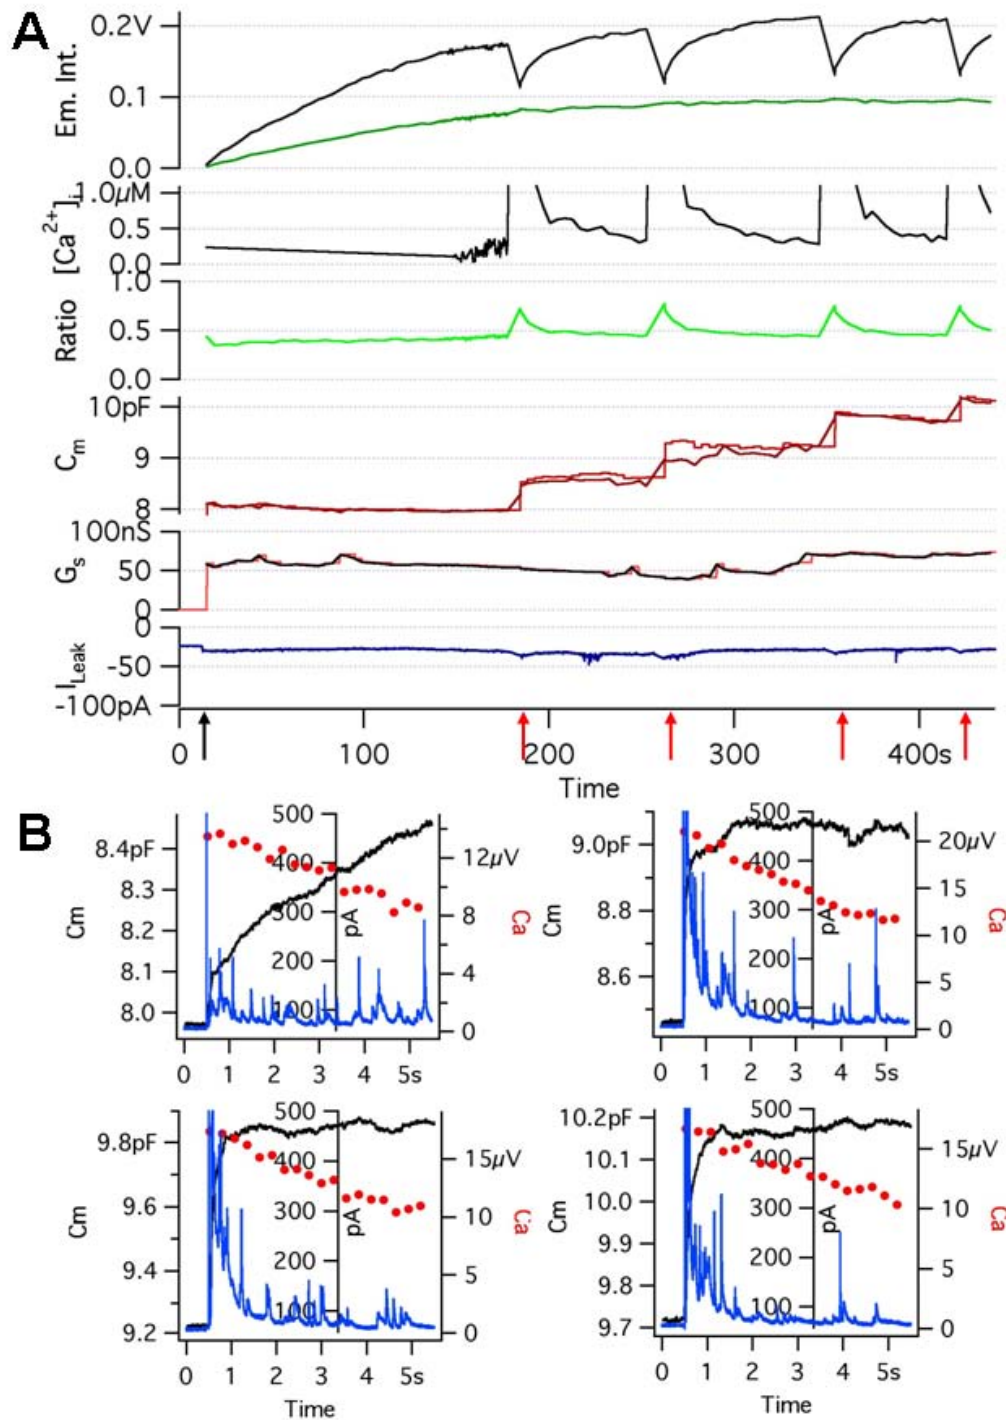 A
0.2V
0.1
0.0
Em. Int.
1.0µM
0.5
0.0
[Ca2+]i
1.0
0.5
0.0
Ratio
10pF
9
8
Cm
100nS
50
0
Gs
0
-50
-100pA
ILeak
0 100 200 300 400s
Time
B
8.4pF
8.3
8.2
8.1
8.0
Cm
500
400
300
200
100
pA
12µV
8
4
0
Ca
0 1 2 3 4 5s
9.0pF
8.8
8.6
Cm
500
400
300
200
100
pA
20µV
15
10
5
0
Ca
0 1 2 3 4 5s
9.8pF
9.6
9.4
9.2
Cm
500
400
300
200
100
pA
15µV
10
5
0
Ca
0 1 2 3 4 5s
Time
10.2pF
10.1
10.0
9.9
9.8
9.7
Cm
500
400
300
200
100
pA
15µV
10
5
0
Ca
0 1 2 3 4 5s
Time